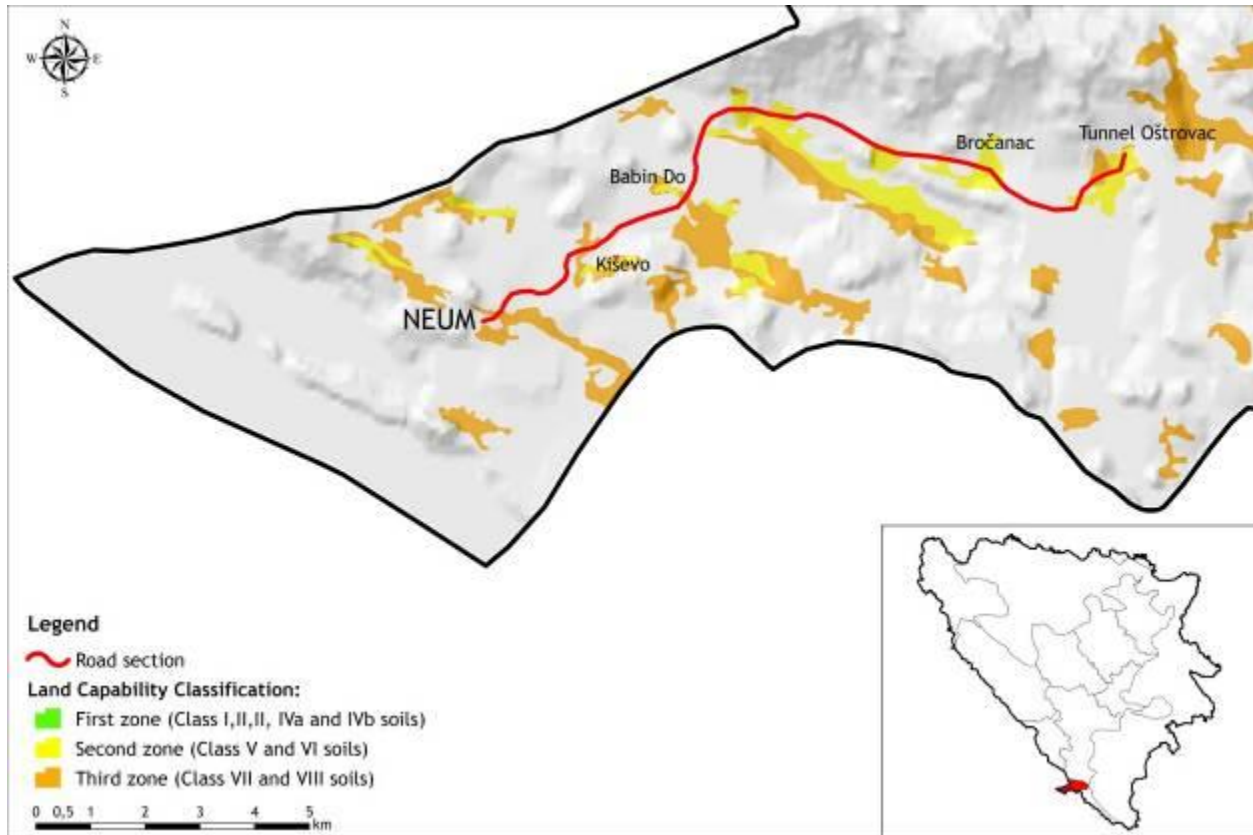 N
W E
S
Tunnel Oštrovac
Bročanac
Babin Do
Kiševo
NEUM
Legend
Road section
Land Capability Classification:
First zone (Class I,II,II, IVa and IVb soils)
Second zone (Class V and VI soils)
Third zone (Class VII and VIII soils)
0 0,5 1 2 3 4 5
km